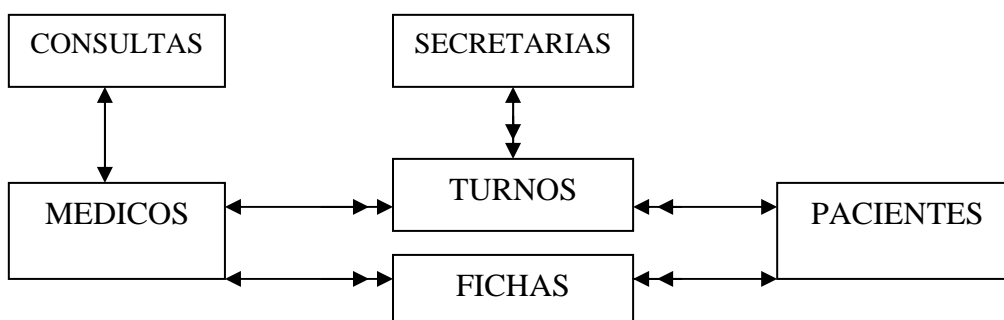 CONSULTAS
SECRETARIAS
MEDICOS
TURNOS
PACIENTES
FICHAS